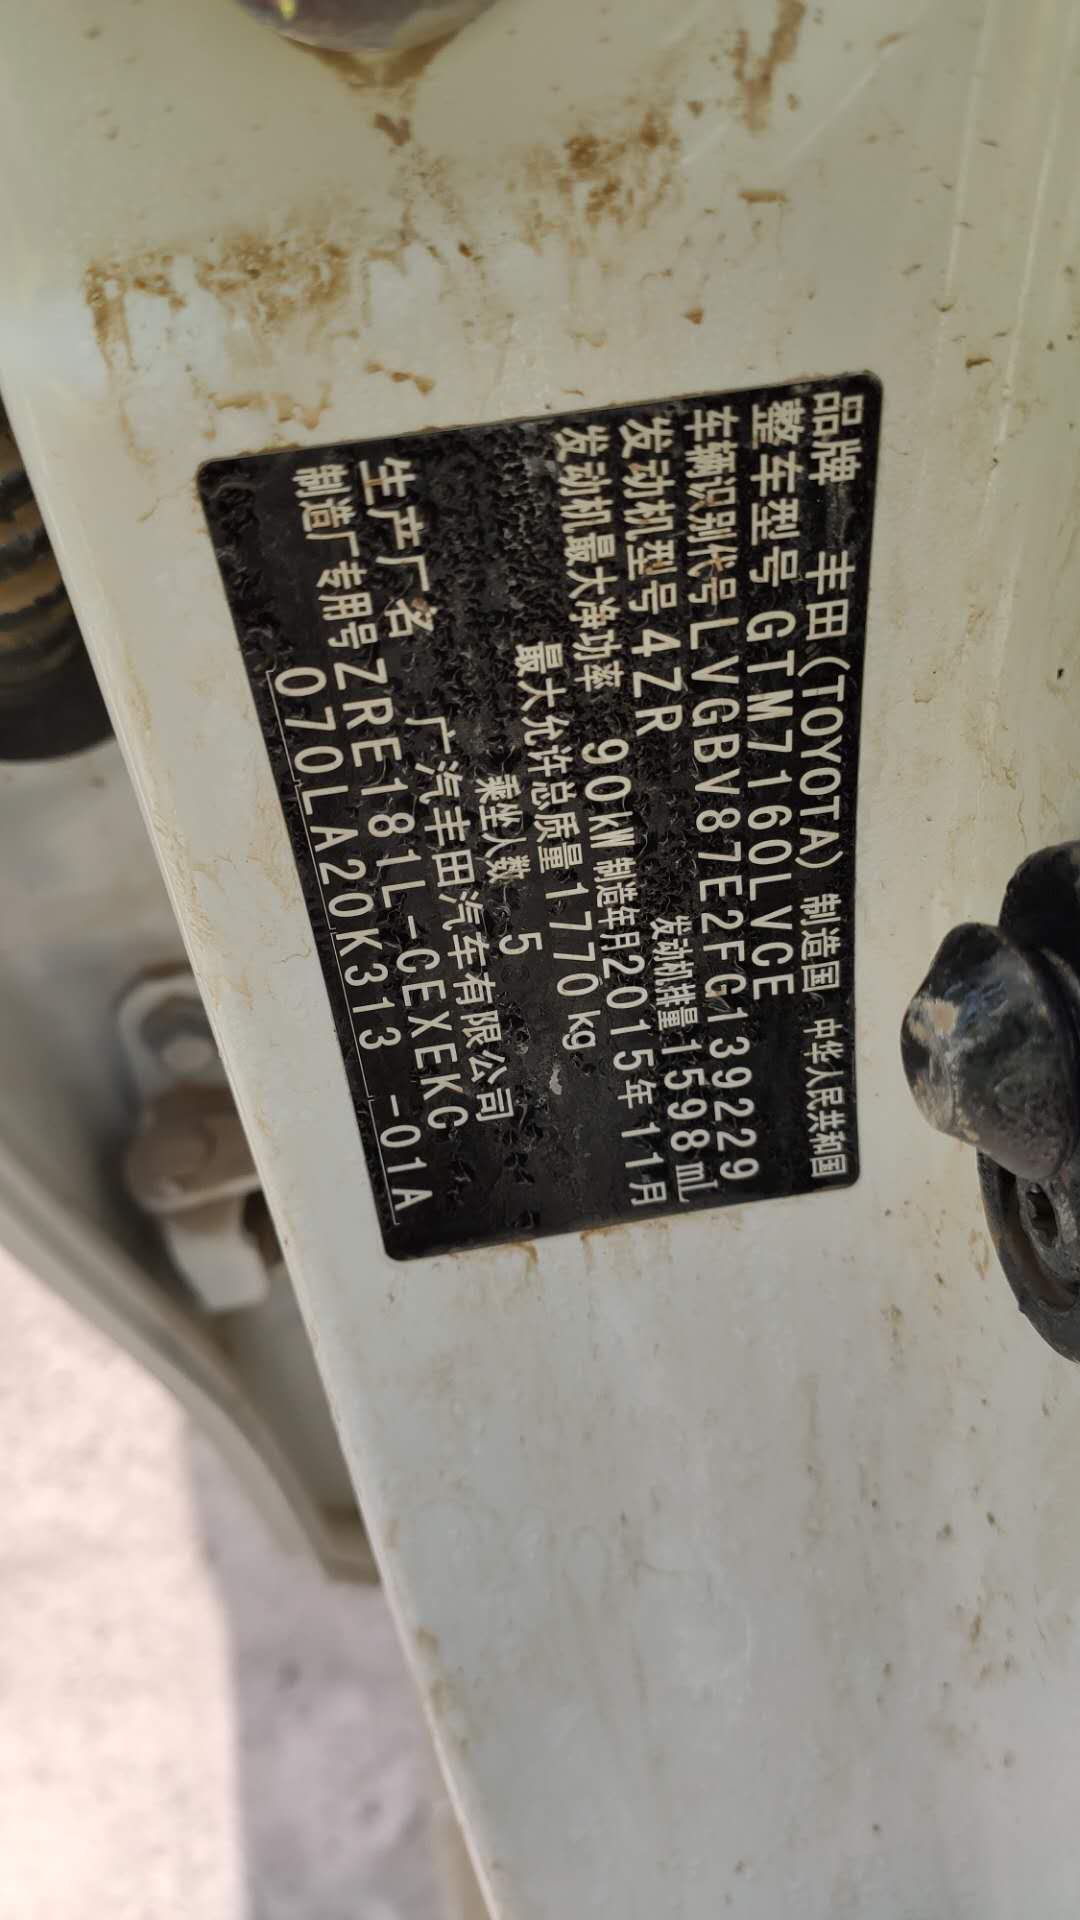 品牌 丰田(TOYOTA) 制造国 中华人民共和国
整车型号 GTM7160LVCE
车辆识别代号 LVGBV87E2FG139229
发动机型号 4ZR 发动机排量 1598 mL
发动机最大净功率 90 kW 制造年月 2015年 11月
最大允许总质量 1770 kg
乘坐人数 5
生产厂名 广汽丰田汽车有限公司
制造厂专用号 ZRE181L-CEXEKC
070LA20K313 -01A